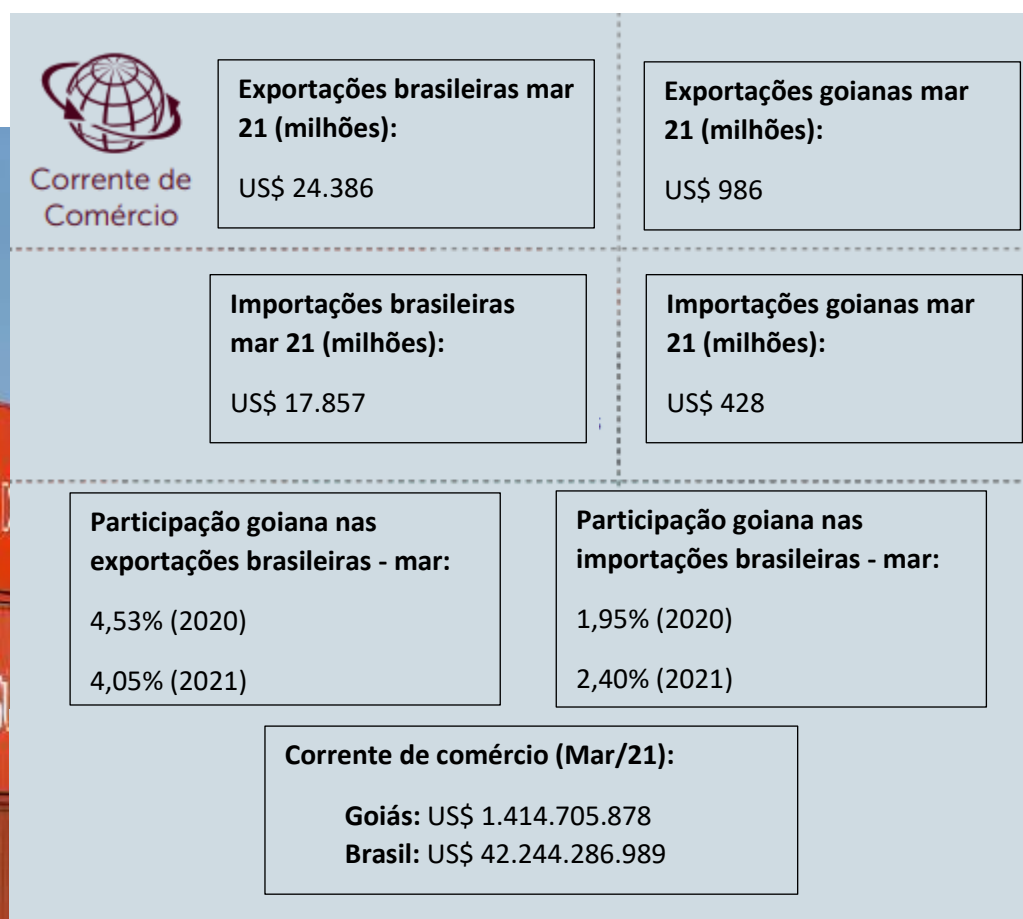 Corrente de
Comércio
Exportações brasileiras mar
21 (milhões):
US$ 24.386
Exportações goianas mar
21 (milhões):
US$ 986
Importações brasileiras
mar 21 (milhões):
US$ 17.857
Importações goianas mar
21 (milhões):
US$ 428
Participação goiana nas
exportações brasileiras - mar:
4,53% (2020)
4,05% (2021)
Participação goiana nas
importações brasileiras - mar:
1,95% (2020)
2,40% (2021)
Corrente de comércio (Mar/21):
Goiás: US$ 1.414.705.878
Brasil: US$ 42.244.286.989